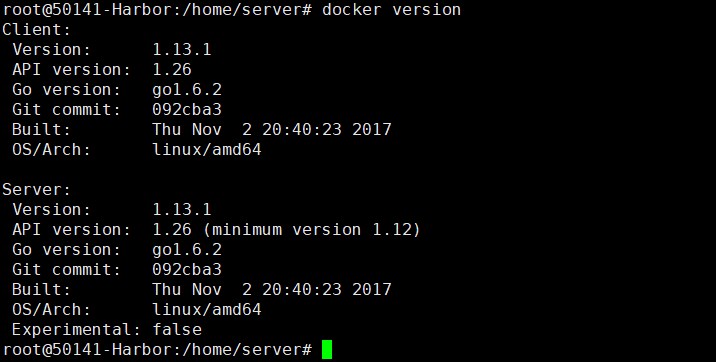 root@50141-Harbor:/home/server# docker version
Client:
 Version:      1.13.1
 API version:  1.26
 Go version:   go1.6.2
 Git commit:   092cba3
 Built:        Thu Nov  2 20:40:23 2017
 OS/Arch:      linux/amd64

Server:
 Version:      1.13.1
 API version:  1.26 (minimum version 1.12)
 Go version:   go1.6.2
 Git commit:   092cba3
 Built:        Thu Nov  2 20:40:23 2017
 OS/Arch:      linux/amd64
 Experimental: false
root@50141-Harbor:/home/server#